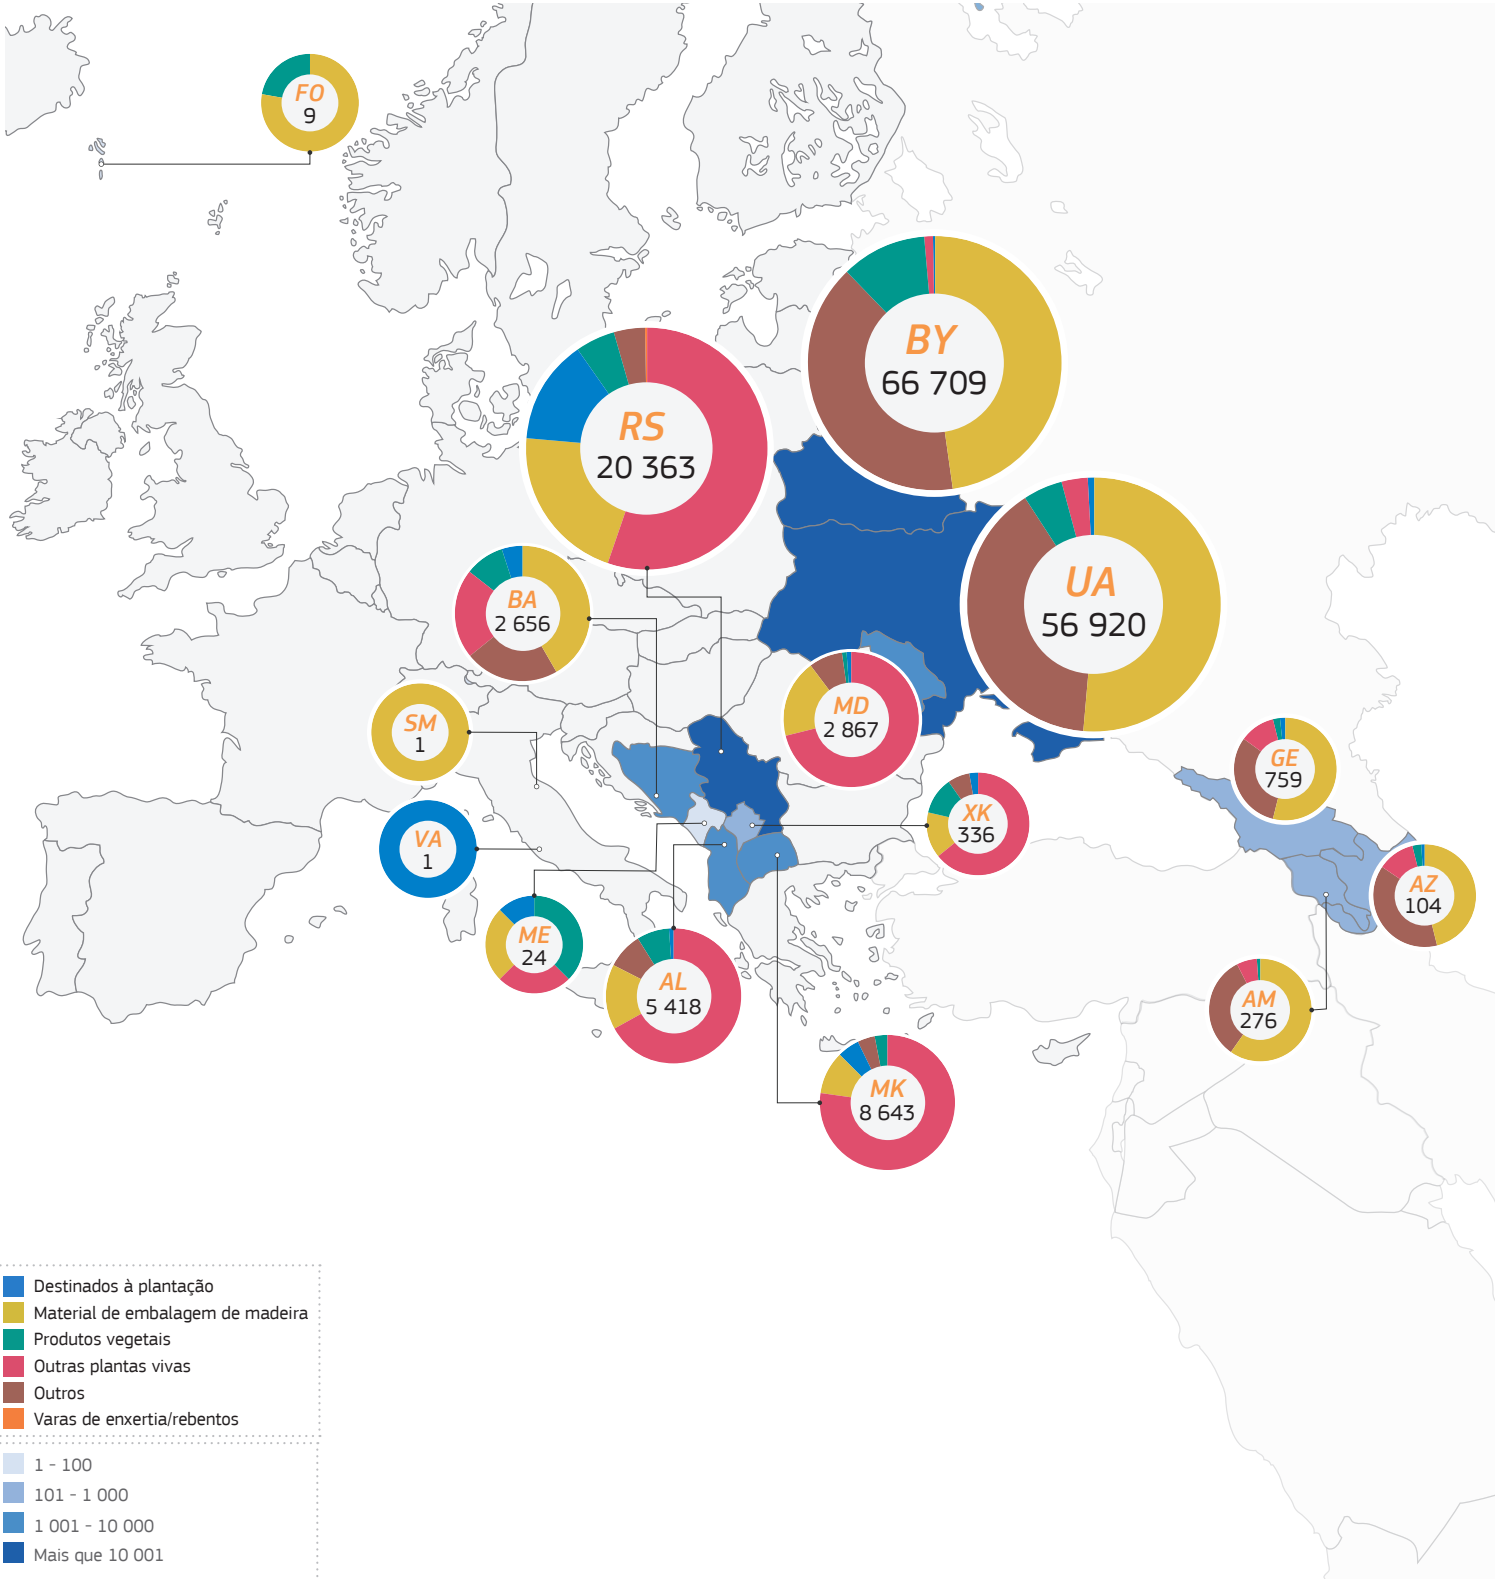 FO
9
BY
66 709
RS
20 363
UA
56 920
BA
2 656
SM
1
MD
2 867
GE
759
VA
1
XK
336
AZ
104
ME
24
AL
5 418
AM
276
MK
8 643
Destinados à plantação
Material de embalagem de madeira
Produtos vegetais
Outras plantas vivas
Outros
Varas de enxertia/rebentos
1 - 100
101 - 1 000
1 001 - 10 000
Mais que 10 001